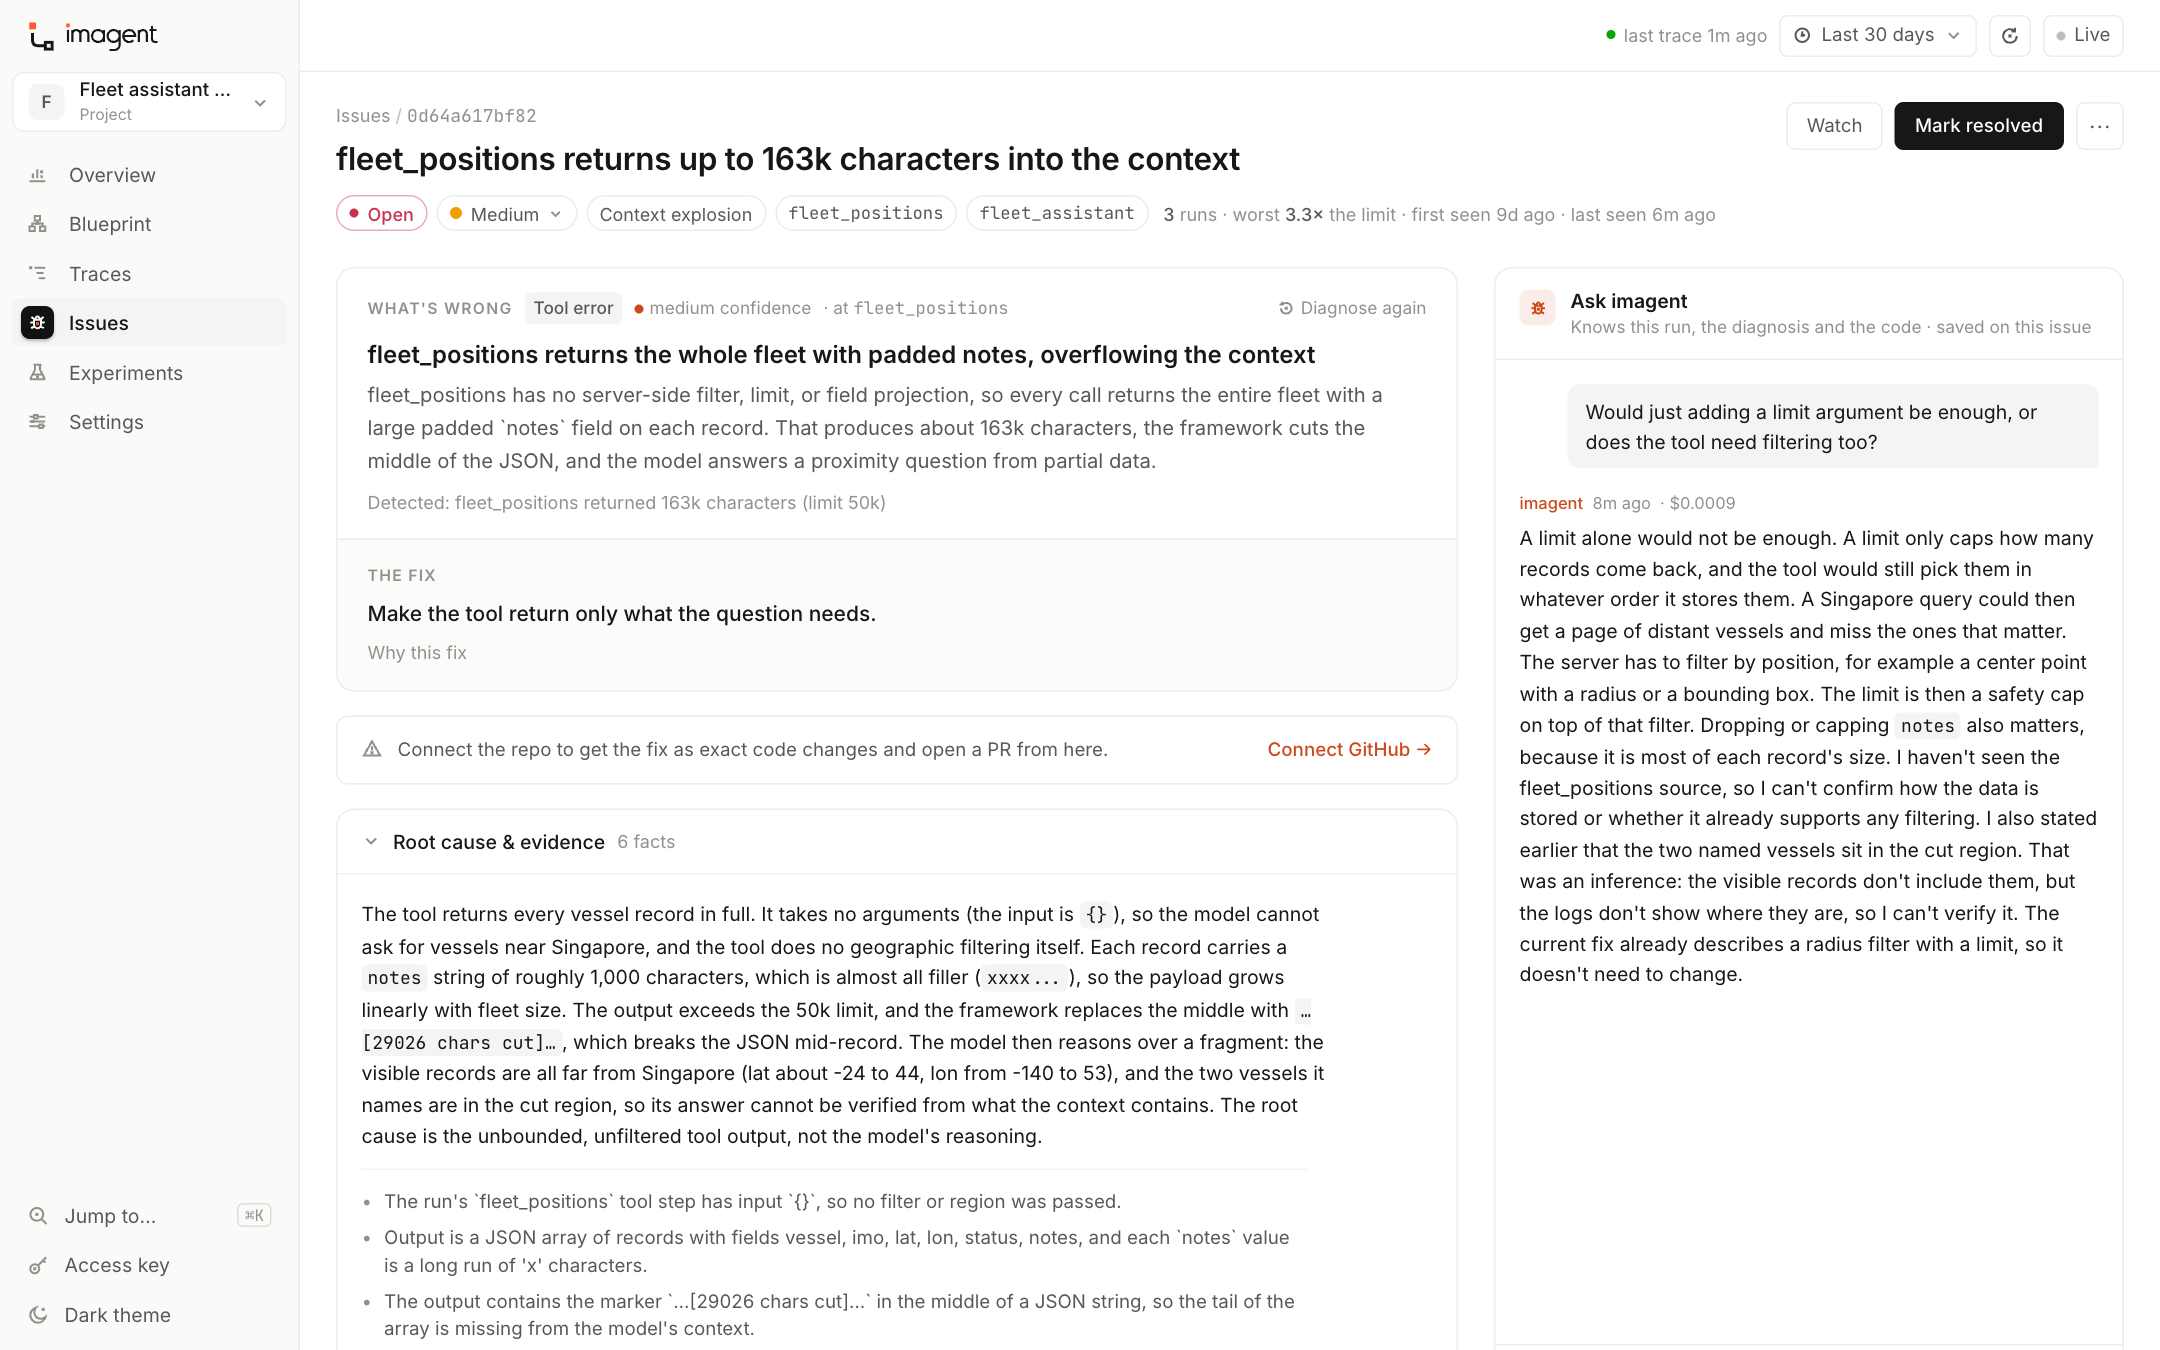 imagent
F
Fleet assistant ...
Project
Overview
Blueprint
Traces
Issues
Experiments
Settings
Jump to...
⌘K
Access key
Dark theme
last trace 1m ago
Last 30 days
Live
Issues / 0d64a617bf82
fleet_positions returns up to 163k characters into the context
Watch
Mark resolved
...
Open
Medium
Context explosion
fleet_positions
fleet_assistant
3 runs · worst 3.3× the limit · first seen 9d ago · last seen 6m ago
WHAT'S WRONG
Tool error
medium confidence · at fleet_positions
Diagnose again
fleet_positions returns the whole fleet with padded notes, overflowing the context
fleet_positions has no server-side filter, limit, or field projection, so every call returns the entire fleet with a
large padded `notes` field on each record. That produces about 163k characters, the framework cuts the
middle of the JSON, and the model answers a proximity question from partial data.
Detected: fleet_positions returned 163k characters (limit 50k)
THE FIX
Make the tool return only what the question needs.
Why this fix
Connect the repo to get the fix as exact code changes and open a PR from here.
Connect GitHub →
Root cause & evidence 6 facts
The tool returns every vessel record in full. It takes no arguments (the input is {}), so the model cannot
ask for vessels near Singapore, and the tool does no geographic filtering itself. Each record carries a
notes string of roughly 1,000 characters, which is almost all filler (xxxx...), so the payload grows
linearly with fleet size. The output exceeds the 50k limit, and the framework replaces the middle with …
[29026 chars cut]…, which breaks the JSON mid-record. The model then reasons over a fragment: the
visible records are all far from Singapore (lat about -24 to 44, lon from -140 to 53), and the two vessels it
names are in the cut region, so its answer cannot be verified from what the context contains. The root
cause is the unbounded, unfiltered tool output, not the model's reasoning.
• The run's `fleet_positions` tool step has input `{}`, so no filter or region was passed.
• Output is a JSON array of records with fields vessel, imo, lat, lon, status, notes, and each `notes` value
is a long run of 'x' characters.
• The output contains the marker `...[29026 chars cut]...` in the middle of a JSON string, so the tail of the
array is missing from the model's context.
Ask imagent
Knows this run, the diagnosis and the code · saved on this issue
Would just adding a limit argument be enough, or
does the tool need filtering too?
imagent 8m ago · $0.0009
A limit alone would not be enough. A limit only caps how many
records come back, and the tool would still pick them in
whatever order it stores them. A Singapore query could then
get a page of distant vessels and miss the ones that matter.
The server has to filter by position, for example a center point
with a radius or a bounding box. The limit is then a safety cap
on top of that filter. Dropping or capping notes also matters,
because it is most of each record's size. I haven't seen the
fleet_positions source, so I can't confirm how the data is
stored or whether it already supports any filtering. I also stated
earlier that the two named vessels sit in the cut region. That
was an inference: the visible records don't include them, but
the logs don't show where they are, so I can't verify it. The
current fix already describes a radius filter with a limit, so it
doesn't need to change.